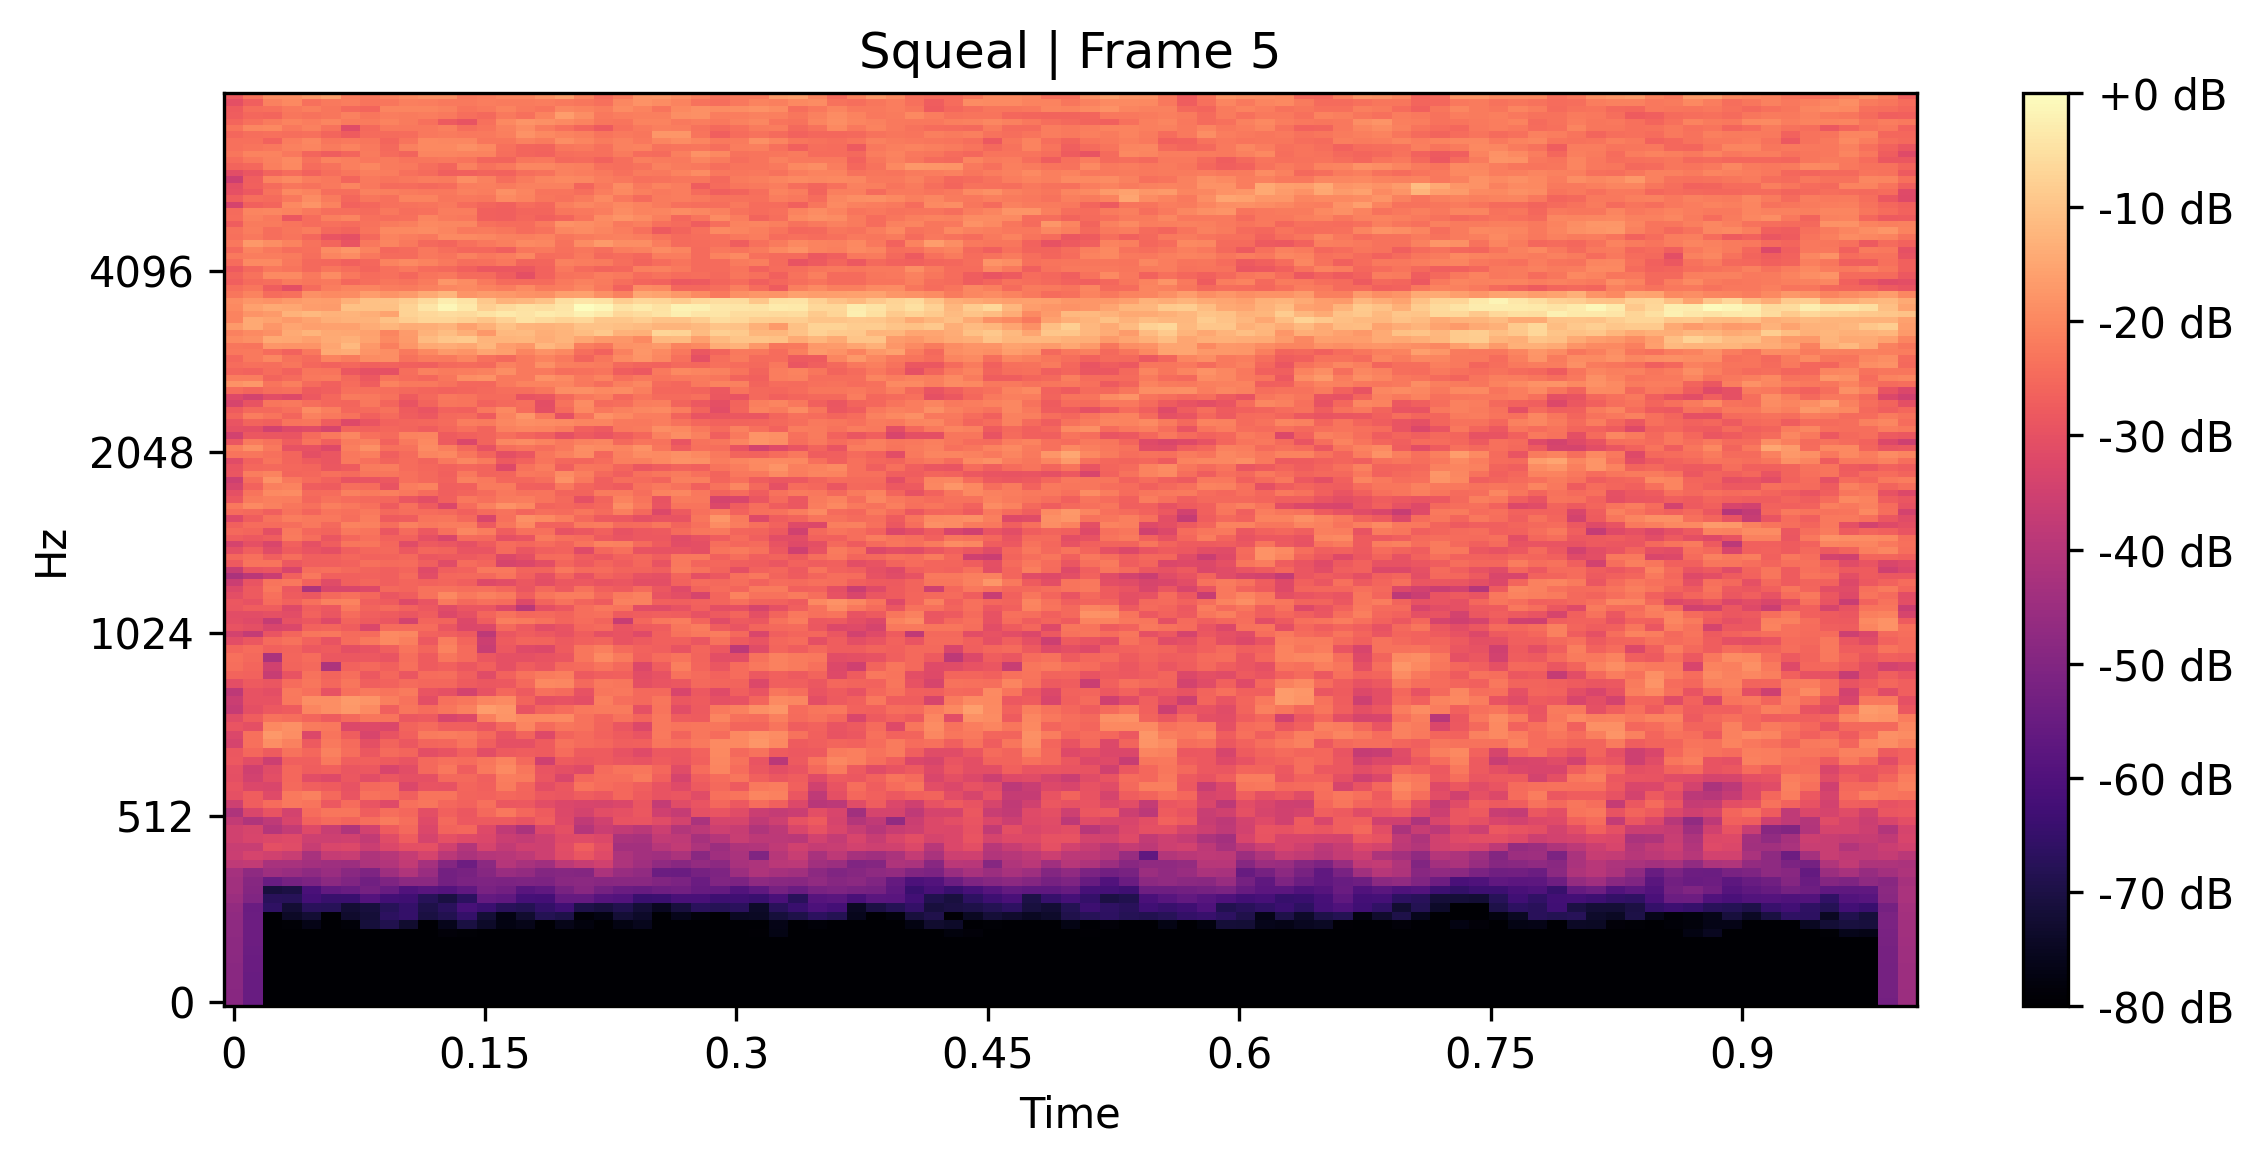 Squeal | Frame 5
Hz
4096
2048
1024
512
0
0 0.15 0.3 0.45 0.6 0.75 0.9
Time
+0 dB
-10 dB
-20 dB
-30 dB
-40 dB
-50 dB
-60 dB
-70 dB
-80 dB